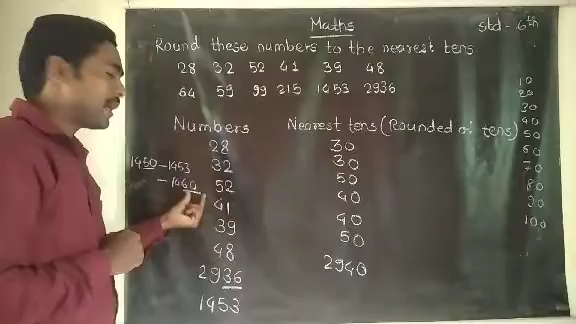 Maths
std - 6th
Round these numbers to the nearest tens
28 32 52 41 39 48
64 59 99 215 1453 2936
Numbers Nearest tens (Rounded of tens)
28 30
32 30
52 50
41 40
39 40
48 50
2936 2940
1453
1450 - 1453
- 1460
10
20
30
40
50
60
70
80
90
100